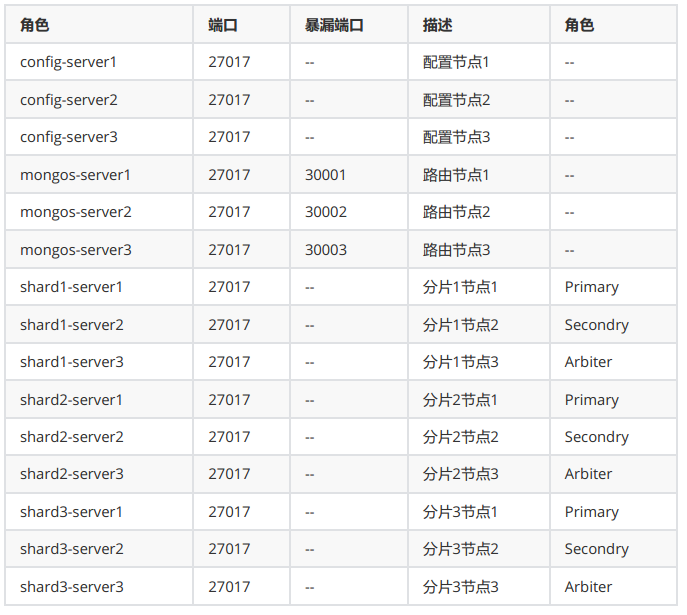 角色 端口 暴漏端口 描述 角色
config-server1 27017 -- 配置节点1 --
config-server2 27017 -- 配置节点2 --
config-server3 27017 -- 配置节点3 --
mongos-server1 27017 30001 路由节点1 --
mongos-server2 27017 30002 路由节点2 --
mongos-server3 27017 30003 路由节点3 --
shard1-server1 27017 -- 分片1节点1 Primary
shard1-server2 27017 -- 分片1节点2 Secondry
shard1-server3 27017 -- 分片1节点3 Arbiter
shard2-server1 27017 -- 分片2节点1 Primary
shard2-server2 27017 -- 分片2节点2 Secondry
shard2-server3 27017 -- 分片2节点3 Arbiter
shard3-server1 27017 -- 分片3节点1 Primary
shard3-server2 27017 -- 分片3节点2 Secondry
shard3-server3 27017 -- 分片3节点3 Arbiter